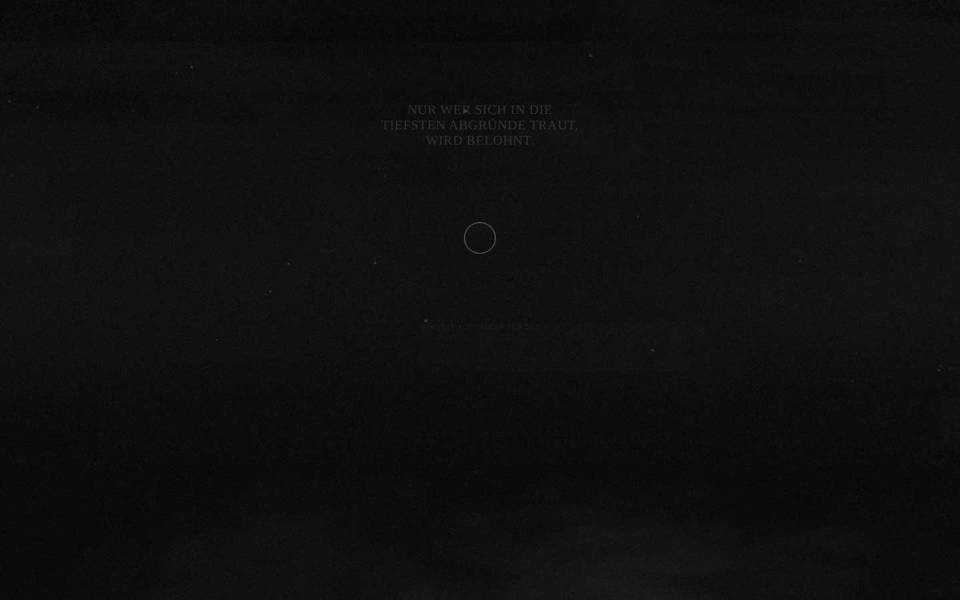 NUR WER SICH IN DIE
TIEFSTEN ABGRÜNDE TRAUT,
WIRD BELOHNT.